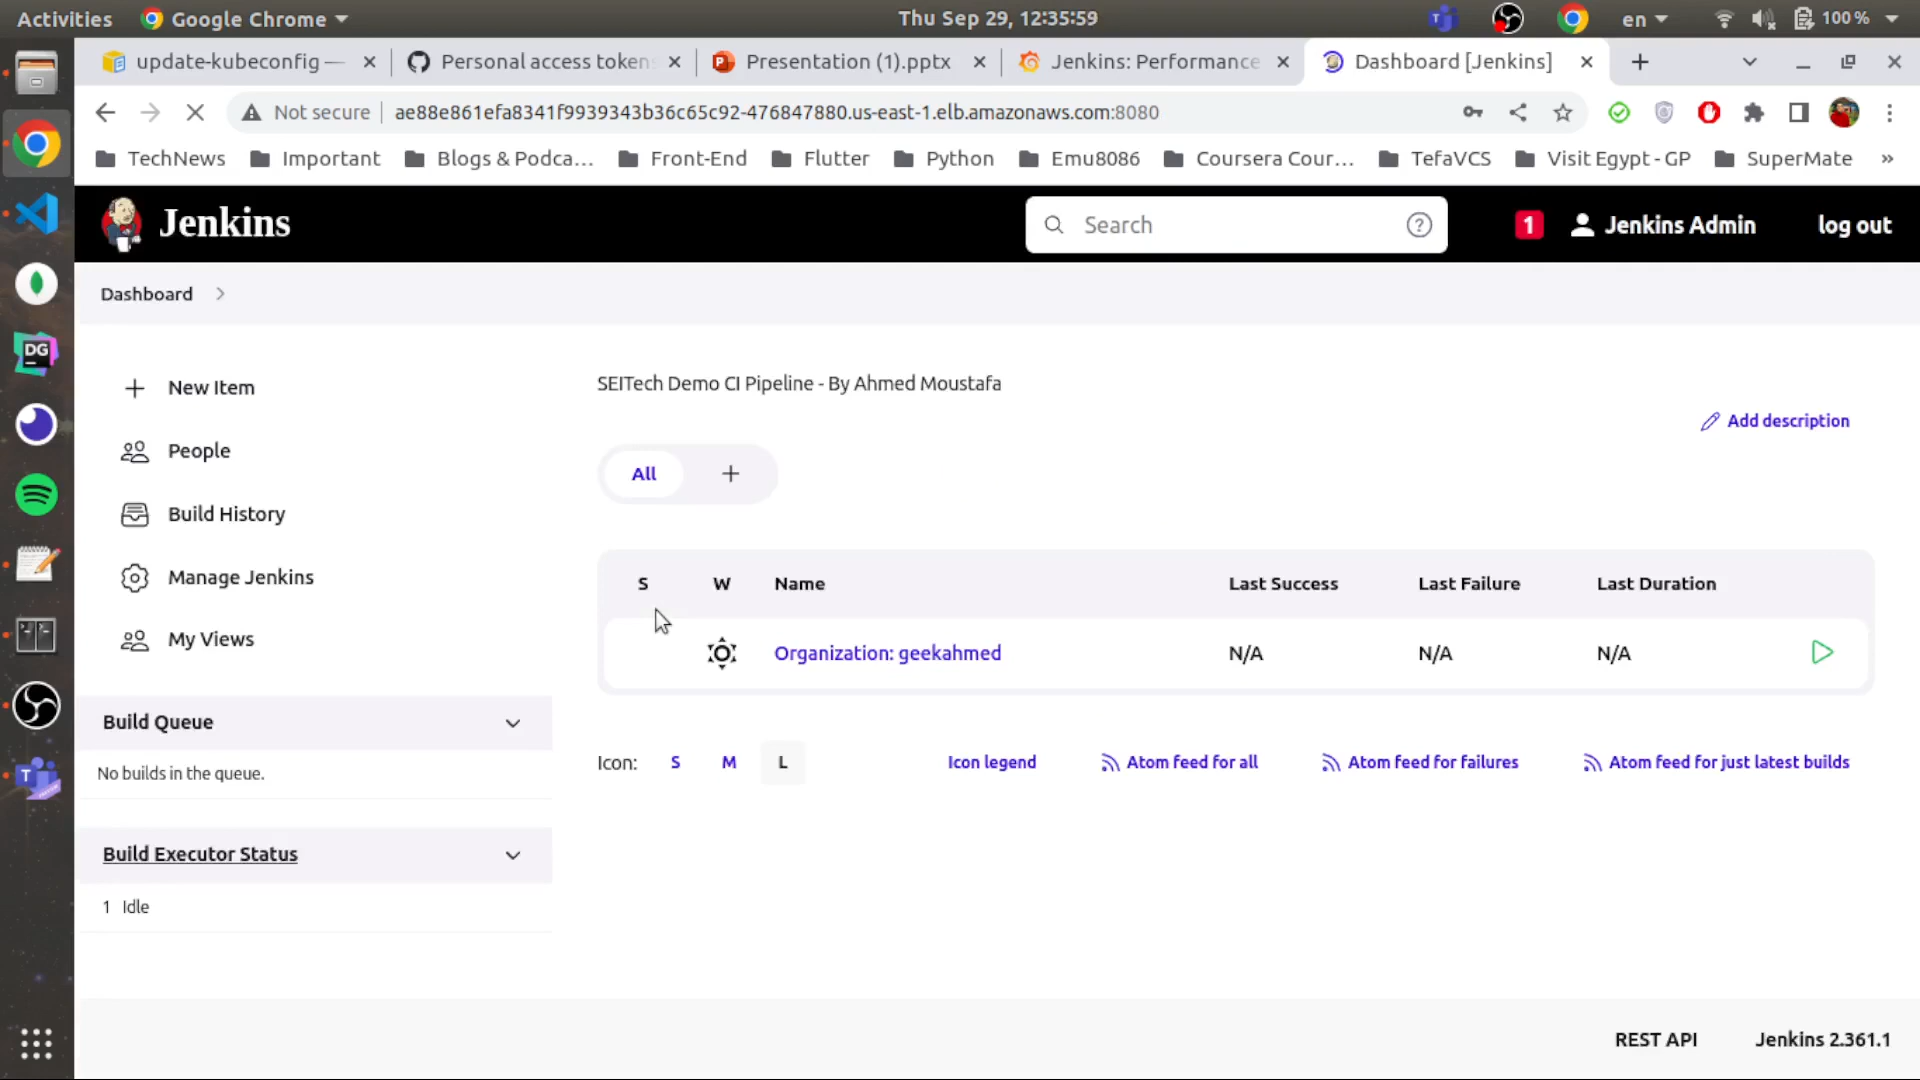 Activities Google Chrome Thu Sep 29, 12:35:59 en 100 %
update-kubeconfig — Personal access token Presentation (1).pptx Jenkins: Performance Dashboard [Jenkins]
Not secure ae88e861efa8341f9939343b36c65c92-476847880.us-east-1.elb.amazonaws.com:8080
TechNews Important Blogs & Podca... Front-End Flutter Python Emu8086 Coursera Cour... TefaVCS Visit Egypt - GP SuperMate »
Jenkins Search 1 Jenkins Admin log out
Dashboard
New Item
People
Build History
Manage Jenkins
My Views
Build Queue
No builds in the queue.
Build Executor Status
1 Idle
SEITech Demo CI Pipeline - By Ahmed Moustafa
Add description
All +
S W Name Last Success Last Failure Last Duration
Organization: geekahmed N/A N/A N/A
Icon: S M L Icon legend Atom feed for all Atom feed for failures Atom feed for just latest builds
REST API Jenkins 2.361.1